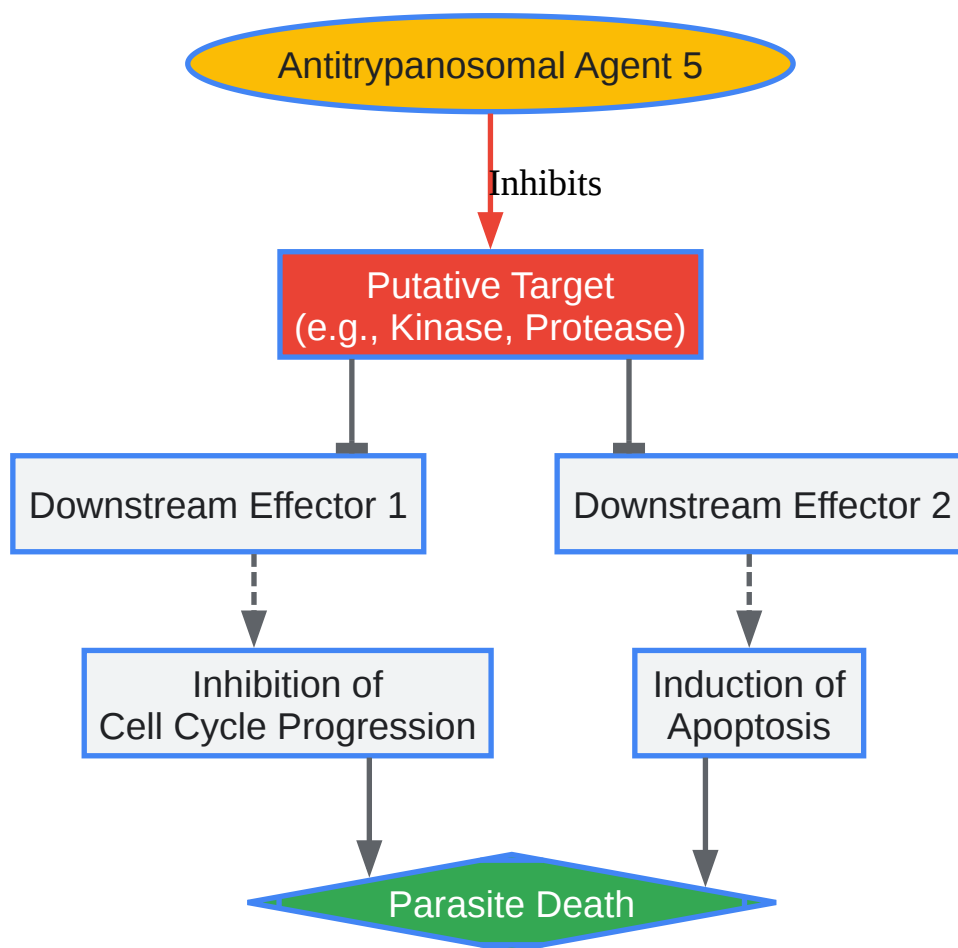 Antitrypanosomal Agent 5
Inhibits
Putative Target
(e.g., Kinase, Protease)
Downstream Effector 1
Downstream Effector 2
Inhibition of
Cell Cycle Progression
Induction of
Apoptosis
Parasite Death